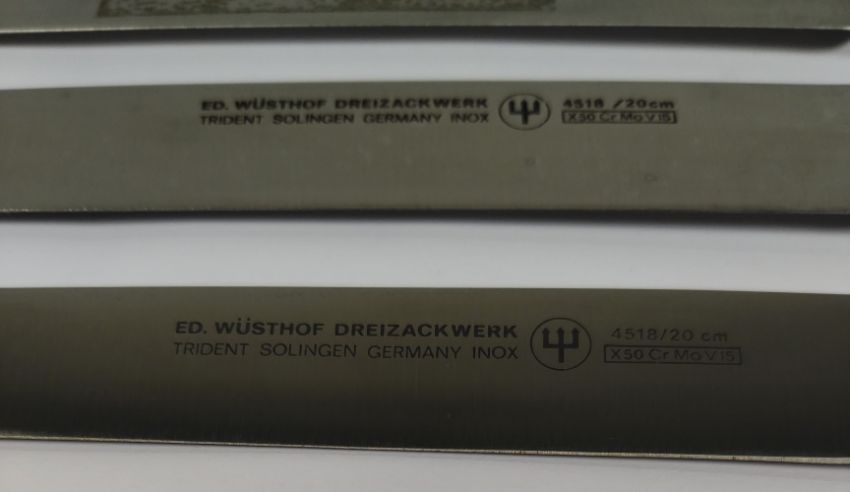 ED. WÜSTHOF DREIZACKWERK 4518 /20cm
TRIDENT SOLINGEN GERMANY INOX X50 Cr Mo V 15
ED. WÜSTHOF DREIZACKWERK 4518/20 cm
TRIDENT SOLINGEN GERMANY INOX X50 Cr Mo V 15